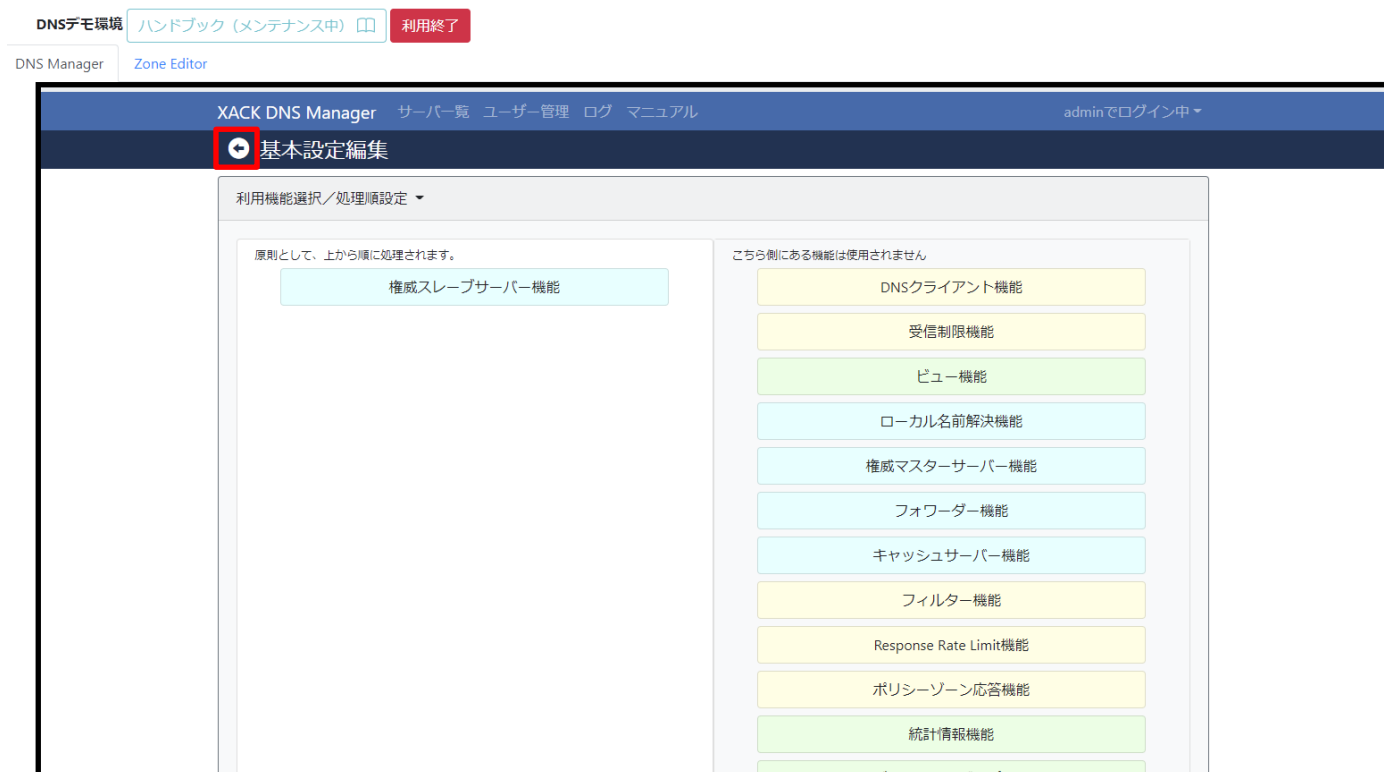 DNSデモ環境 ハンドブック（メンテナンス中） 利用終了
DNS Manager Zone Editor
XACK DNS Manager サーバ一覧 ユーザー管理 ログ マニュアル adminでログイン中
基本設定編集
利用機能選択／処理順設定
原則として、上から順に処理されます。
権威スレーブサーバー機能
こちら側にある機能は使用されません
DNSクライアント機能
受信制限機能
ビュー機能
ローカル名前解決機能
権威マスターサーバー機能
フォワーダー機能
キャッシュサーバー機能
フィルター機能
Response Rate Limit機能
ポリシーゾーン応答機能
統計情報機能